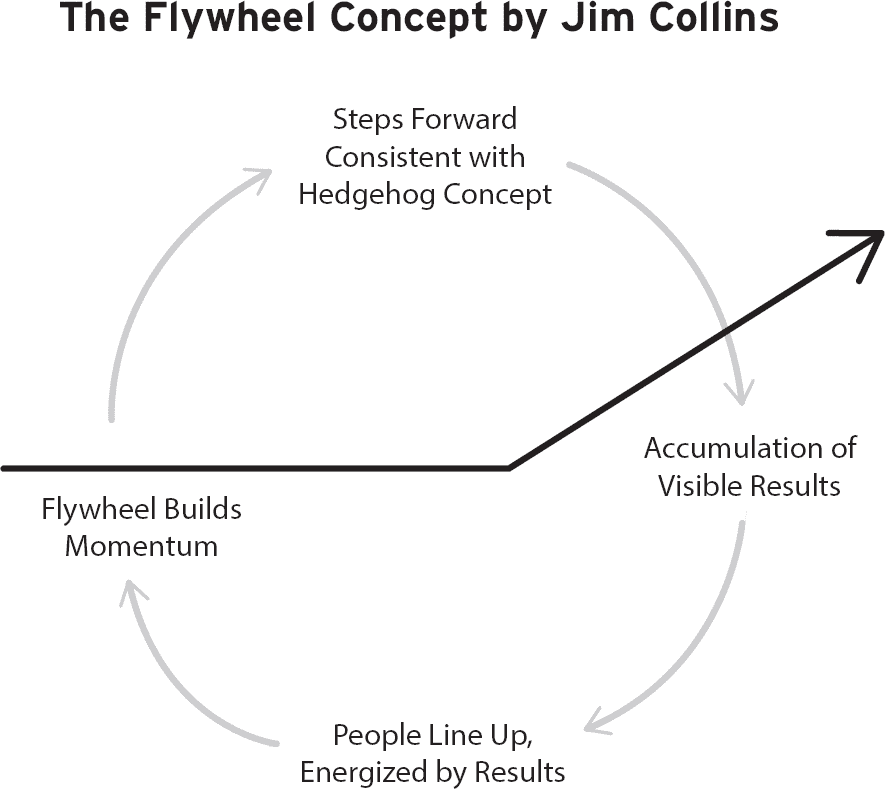 The Flywheel Concept by Jim Collins
Steps Forward
Consistent with
Hedgehog Concept
Accumulation of
Visible Results
Flywheel Builds
Momentum
People Line Up,
Energized by Results